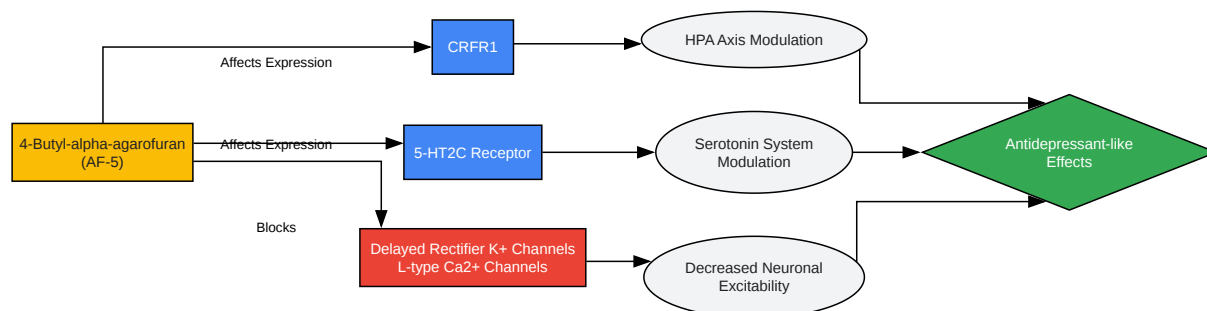 CRFR1
HPA Axis Modulation
Affects Expression
4-Butyl-alpha-agarofuran
(AF-5)
Affects Expression
5-HT2C Receptor
Serotonin System
Modulation
Antidepressant-like
Effects
Blocks
Delayed Rectifier K+ Channels
L-type Ca2+ Channels
Decreased Neuronal
Excitability